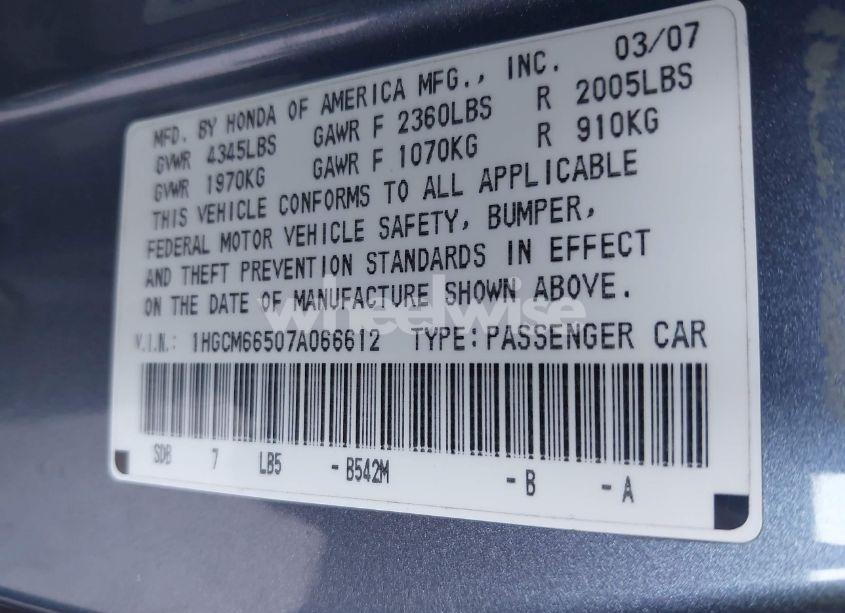 03/07
MFD. BY HONDA OF AMERICA MFG., INC.
GVWR 4345LBS GAWR F 2360LBS R 2005LBS
GVWR 1970KG GAWR F 1070KG R 910KG
THIS VEHICLE CONFORMS TO ALL APPLICABLE
FEDERAL MOTOR VEHICLE SAFETY, BUMPER,
AND THEFT PREVENTION STANDARDS IN EFFECT
ON THE DATE OF MANUFACTURE SHOWN ABOVE.
wheelwise
V.I.N.: 1HGCM66507A066612 TYPE:PASSENGER CAR
SDB 7 LB5 -B542M -B -A